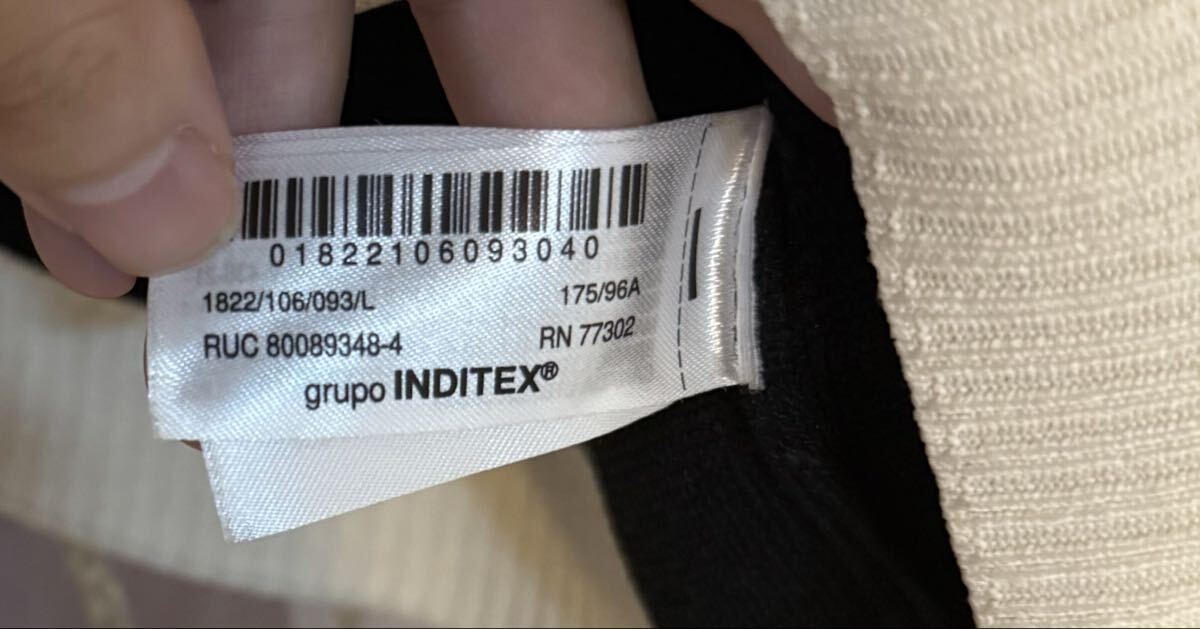 01822106093040
1822/106/093/L 175/96A
RUC 80089348-4 RN 77302
grupo INDITEX®